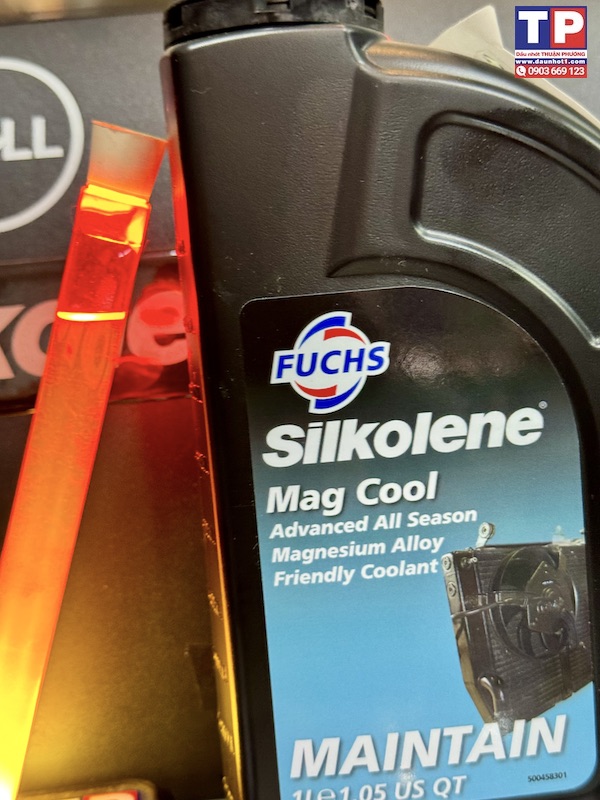 TP
Dầu nhớt THUẬN PHƯƠNG
www.daunhot1.com
0903 669 123
FUCHS
Silkolene®
Mag Cool
Advanced All Season
Magnesium Alloy
Friendly Coolant
MAINTAIN
1L℮1.05 US QT
500458301